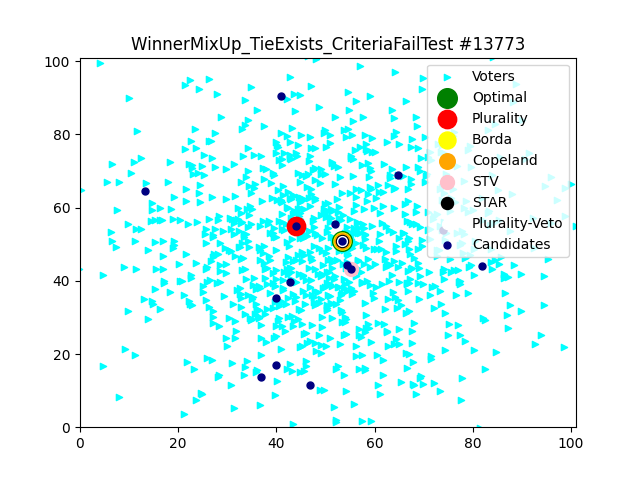 WinnerMixUp_TieExists_CriteriaFailTest #13773
100
80
60
40
20
0
0 20 40 60 80 100
Voters
Optimal
Plurality
Borda
Copeland
STV
STAR
Plurality-Veto
Candidates